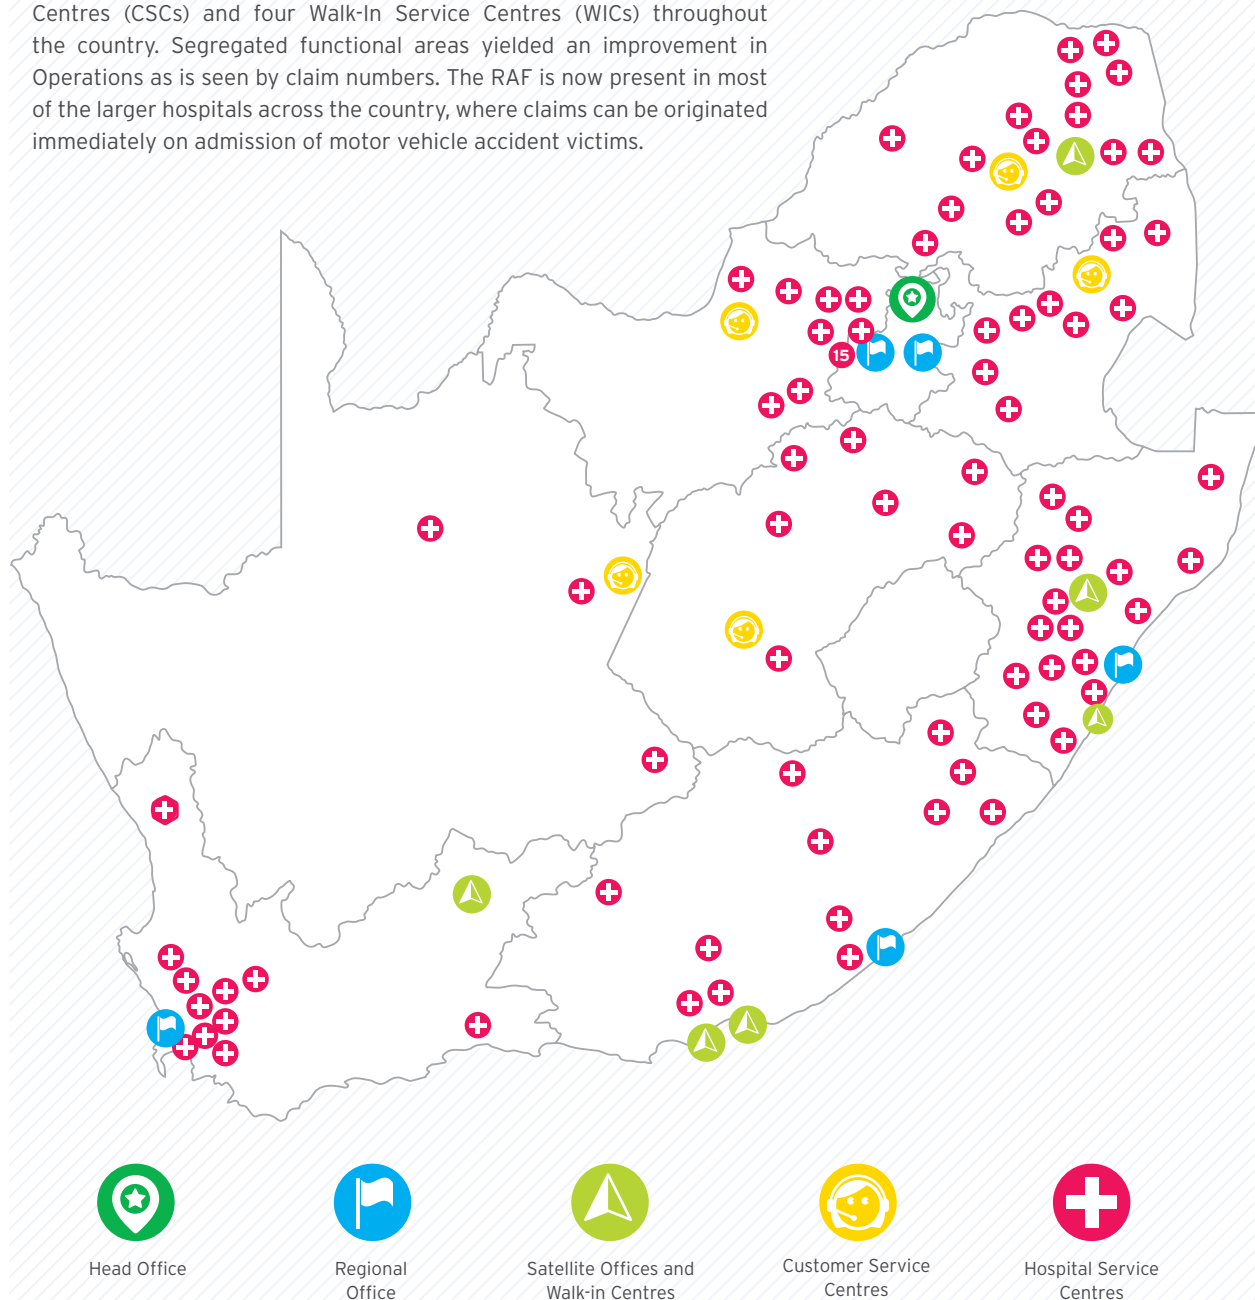 Centres (CSCs) and four Walk-In Service Centres (WICs) throughout
the country. Segregated functional areas yielded an improvement in
Operations as is seen by claim numbers. The RAF is now present in most
of the larger hospitals across the country, where claims can be originated
immediately on admission of motor vehicle accident victims.
15
Head Office
Regional
Office
Satellite Offices and
Walk-in Centres
Customer Service
Centres
Hospital Service
Centres